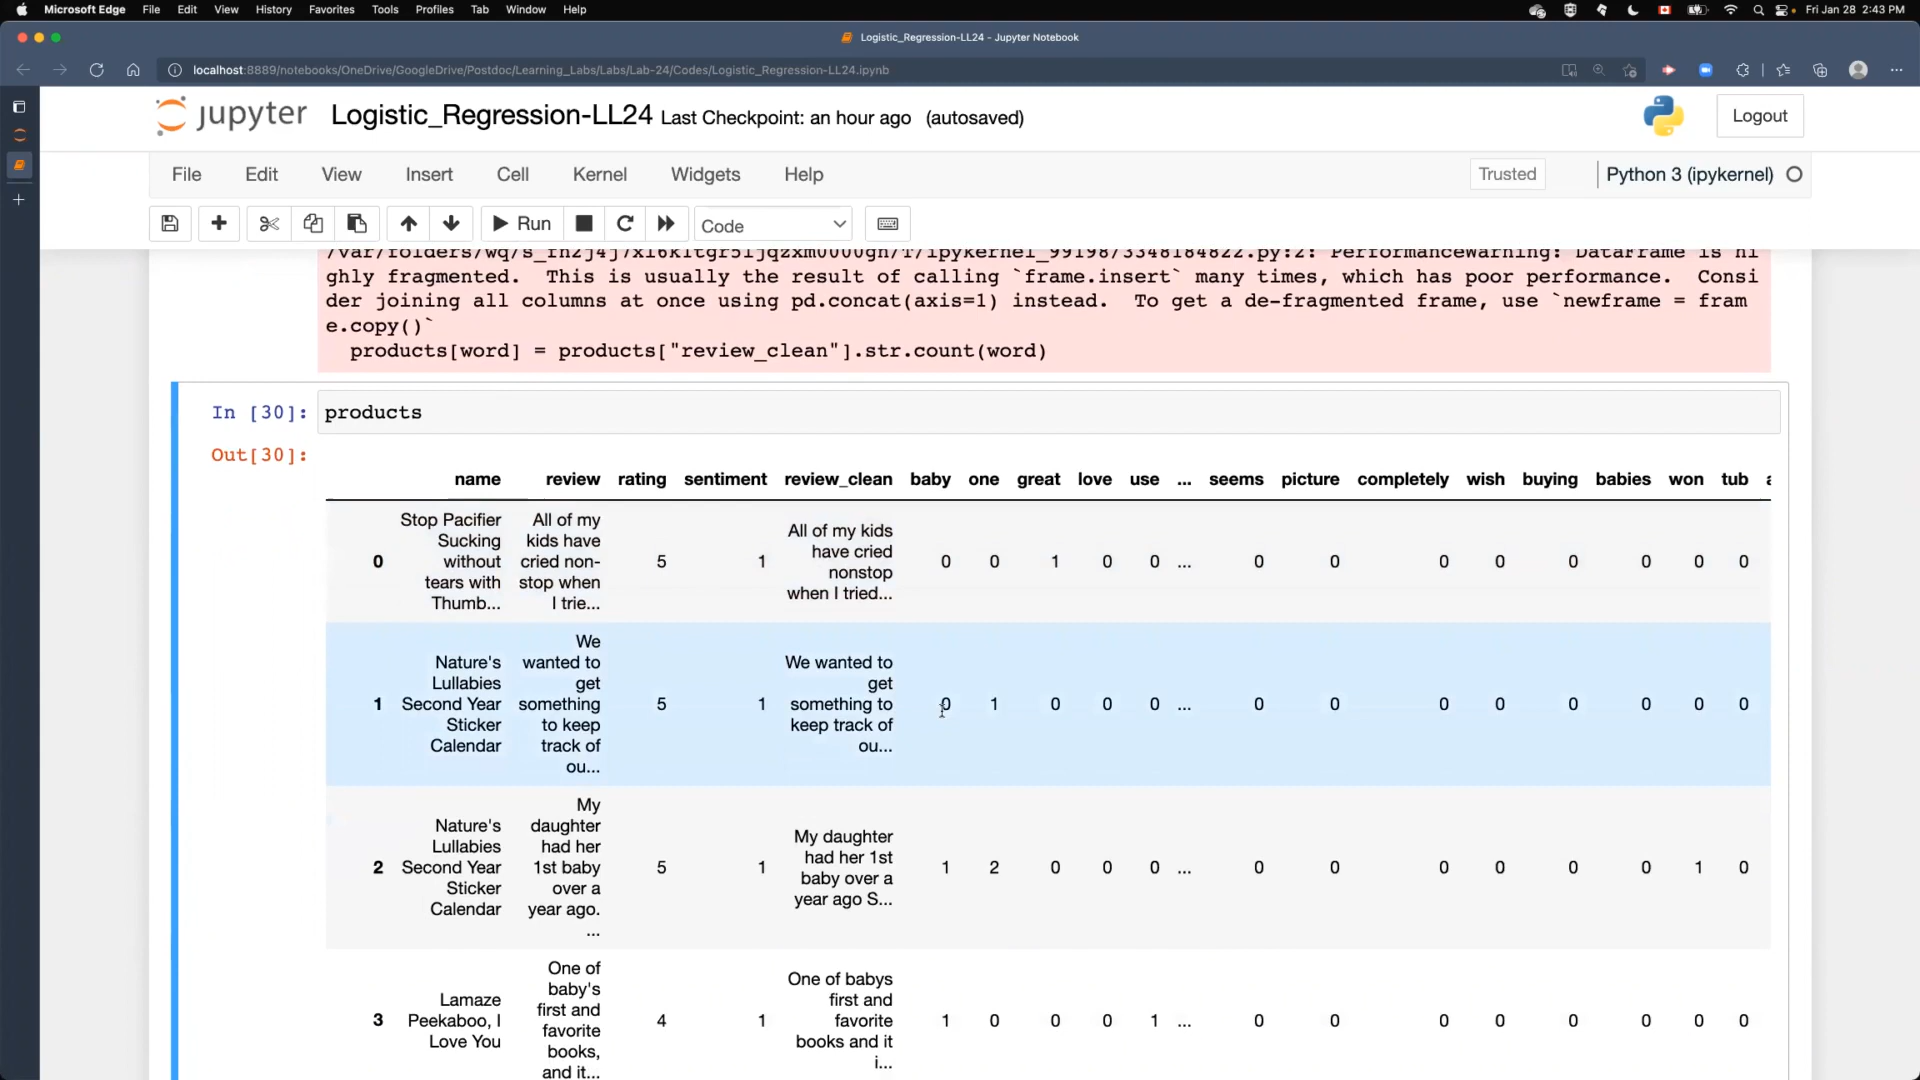 Microsoft Edge File Edit View History Favorites Tools Profiles Tab Window Help Fri Jan 28 2:43 PM
Logistic_Regression-LL24 - Jupyter Notebook
localhost:8889/notebooks/OneDrive/GoogleDrive/Postdoc/Learning_Labs/Labs/Lab-24/Codes/Logistic_Regression-LL24.ipynb
jupyter Logistic_Regression-LL24 Last Checkpoint: an hour ago (autosaved) Logout
File Edit View Insert Cell Kernel Widgets Help Trusted Python 3 (ipykernel)
Run Code
PerformanceWarning: DataFrame is hi
ghly fragmented. This is usually the result of calling `frame.insert` many times, which has poor performance. Consi
der joining all columns at once using pd.concat(axis=1) instead. To get a de-fragmented frame, use `newframe = fram
e.copy()`
products[word] = products["review_clean"].str.count(word)
In [30]: products
Out[30]:
name review rating sentiment review_clean baby one great love use ... seems picture completely wish buying babies won tub
Stop Pacifier All of my
Sucking kids have All of my kids
without cried non- have cried
0 tears with stop when nonstop 5 1 0 0 1 0 0 ... 0 0 0 0 0 0 0 0
Thumb... I trie... when I tried...
We
Nature's wanted to We wanted to
Lullabies get get
1 Second Year something 5 1 something to 0 1 0 0 0 ... 0 0 0 0 0 0 0 0
Sticker to keep keep track of
Calendar track of ou...
ou...
My
Nature's daughter My daughter
Lullabies had her had her 1st
2 Second Year 1st baby 5 1 baby over a 1 2 0 0 0 ... 0 0 0 0 0 0 1 0
Sticker over a year ago S...
Calendar year ago.
...
One of
baby's One of babys
Lamaze first and first and
3 Peekaboo, I favorite 4 1 favorite 1 0 0 0 1 ... 0 0 0 0 0 0 0 0
Love You books, books and it
and it... i...